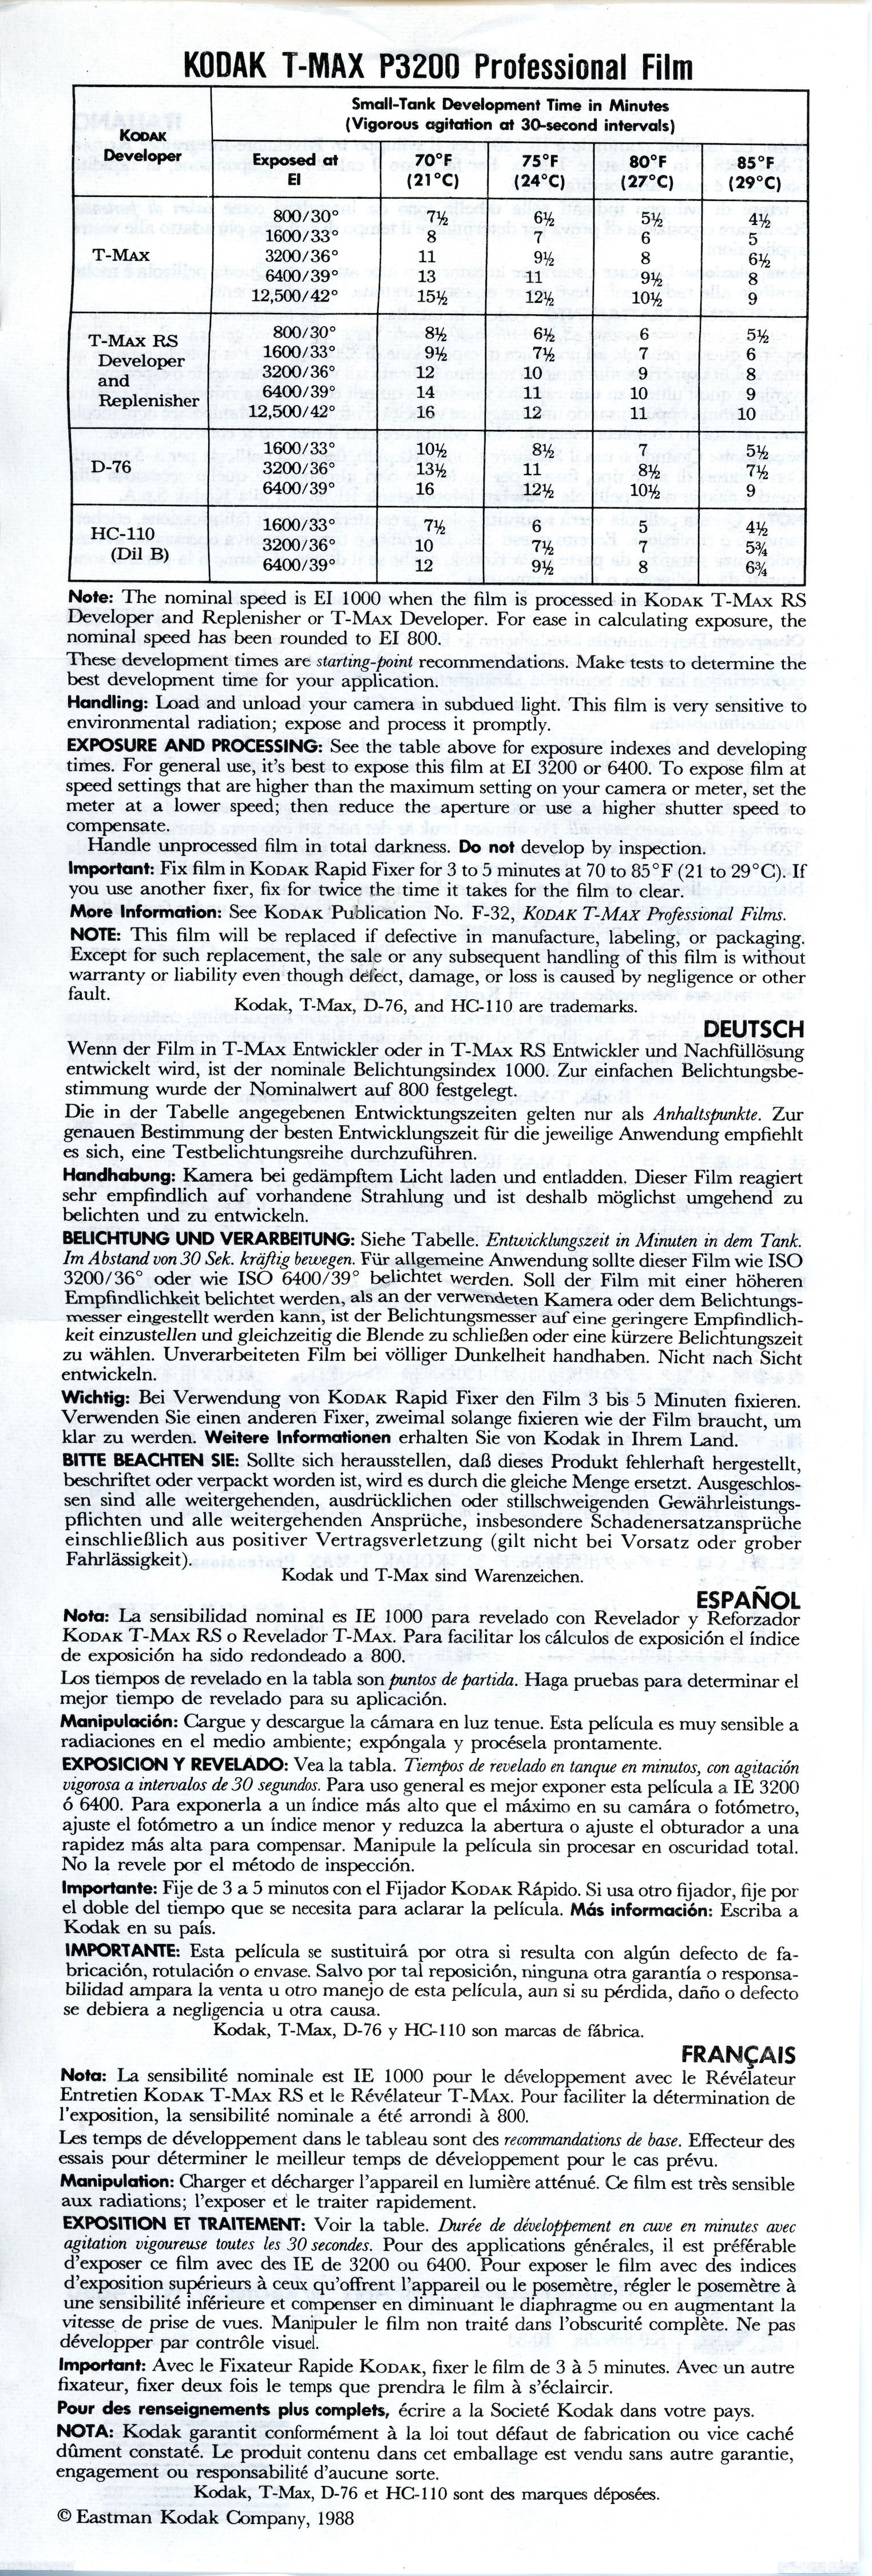 KODAK T-MAX P3200 Professional Film
KODAK Developer
Small-Tank Development Time in Minutes
(Vigorous agitation at 30-second intervals)
Exposed at EI 70°F (21°C) 75°F (24°C) 80°F (27°C) 85°F (29°C)
T-MAX
800/30° 7½ 6½ 5½ 4½
1600/33° 8 7 6 5
3200/36° 11 9½ 8 6½
6400/39° 13 11 9½ 8
12,500/42° 15½ 12½ 10½ 9
T-MAX RS Developer and Replenisher
800/30° 8½ 6½ 6 5½
1600/33° 9½ 7½ 7 6
3200/36° 12 10 9 8
6400/39° 14 11 10 9
12,500/42° 16 12 11 10
D-76
1600/33° 10½ 8½ 7 5½
3200/36° 13½ 11 8½ 7½
6400/39° 16 12½ 10½ 9
HC-110 (Dil B)
1600/33° 7½ 6 5 4½
3200/36° 10 7½ 7 5¾
6400/39° 12 9½ 8 6¾
Note: The nominal speed is EI 1000 when the film is processed in KODAK T-MAX RS
Developer and Replenisher or T-MAX Developer. For ease in calculating exposure, the
nominal speed has been rounded to EI 800.
These development times are starting-point recommendations. Make tests to determine the
best development time for your application.
Handling: Load and unload your camera in subdued light. This film is very sensitive to
environmental radiation; expose and process it promptly.
EXPOSURE AND PROCESSING: See the table above for exposure indexes and developing
times. For general use, it's best to expose this film at EI 3200 or 6400. To expose film at
speed settings that are higher than the maximum setting on your camera or meter, set the
meter at a lower speed; then reduce the aperture or use a higher shutter speed to
compensate.
Handle unprocessed film in total darkness. Do not develop by inspection.
Important: Fix film in KODAK Rapid Fixer for 3 to 5 minutes at 70 to 85°F (21 to 29°C). If
you use another fixer, fix for twice the time it takes for the film to clear.
More Information: See KODAK Publication No. F-32, KODAK T-MAX Professional Films.
NOTE: This film will be replaced if defective in manufacture, labeling, or packaging.
Except for such replacement, the sale or any subsequent handling of this film is without
warranty or liability even though defect, damage, or loss is caused by negligence or other
fault.
Kodak, T-Max, D-76, and HC-110 are trademarks.
DEUTSCH
Wenn der Film in T-MAX Entwickler oder in T-MAX RS Entwickler und Nachfüllösung
entwickelt wird, ist der nominale Belichtungsindex 1000. Zur einfachen Belichtungsbe-
stimmung wurde der Nominalwert auf 800 festgelegt.
Die in der Tabelle angegebenen Entwicktungszeiten gelten nur als Anhaltspunkte. Zur
genauen Bestimmung der besten Entwicklungszeit für die jeweilige Anwendung empfiehlt
es sich, eine Testbelichtungsreihe durchzuführen.
Handhabung: Kamera bei gedämpftem Licht laden und entladen. Dieser Film reagiert
sehr empfindlich auf vorhandene Strahlung und ist deshalb möglichst umgehend zu
belichten und zu entwickeln.
BELICHTUNG UND VERARBEITUNG: Siehe Tabelle. Entwicklungszeit in Minuten in dem Tank.
Im Abstand von 30 Sek. kräftig bewegen. Für allgemeine Anwendung sollte dieser Film wie ISO
3200/36° oder wie ISO 6400/39° belichtet werden. Soll der Film mit einer höheren
Empfindlichkeit belichtet werden, als an der verwendeten Kamera oder dem Belichtungs-
messer eingestellt werden kann, ist der Belichtungsmesser auf eine geringere Empfindlich-
keit einzustellen und gleichzeitig die Blende zu schließen oder eine kürzere Belichtungszeit
zu wählen. Unverarbeiteten Film bei völliger Dunkelheit handhaben. Nicht nach Sicht
entwickeln.
Wichtig: Bei Verwendung von KODAK Rapid Fixer den Film 3 bis 5 Minuten fixieren.
Verwenden Sie einen anderen Fixer, zweimal solange fixieren wie der Film braucht, um
klar zu werden. Weitere Informationen erhalten Sie von Kodak in Ihrem Land.
BITTE BEACHTEN SIE: Sollte sich herausstellen, daß dieses Produkt fehlerhaft hergestellt,
beschriftet oder verpackt worden ist, wird es durch die gleiche Menge ersetzt. Ausgeschlos-
sen sind alle weitergehenden, ausdrücklichen oder stillschweigenden Gewährleistungs-
pflichten und alle weitergehenden Ansprüche, insbesondere Schadenersatzansprüche
einschließlich aus positiver Vertragsverletzung (gilt nicht bei Vorsatz oder grober
Fahrlässigkeit).
Kodak und T-Max sind Warenzeichen.
ESPAÑOL
Nota: La sensibilidad nominal es IE 1000 para revelado con Revelador y Reforzador
KODAK T-MAX RS o Revelador T-MAX. Para facilitar los cálculos de exposición el índice
de exposición ha sido redondeado a 800.
Los tiempos de revelado en la tabla son puntos de partida. Haga pruebas para determinar el
mejor tiempo de revelado para su aplicación.
Manipulación: Cargue y descargue la cámara en luz tenue. Esta película es muy sensible a
radiaciones en el medio ambiente; expóngala y procésela prontamente.
EXPOSICION Y REVELADO: Vea la tabla. Tiempos de revelado en tanque en minutos, con agitación
vigorosa a intervalos de 30 segundos. Para uso general es mejor exponer esta película a IE 3200
ó 6400. Para exponerla a un índice más alto que el máximo en su camára o fotómetro,
ajuste el fotómetro a un índice menor y reduzca la abertura o ajuste el obturador a una
rapidez más alta para compensar. Manipule la película sin procesar en oscuridad total.
No la revele por el método de inspección.
Importante: Fije de 3 a 5 minutos con el Fijador KODAK Rápido. Si usa otro fijador, fije por
el doble del tiempo que se necesita para aclarar la película. Más información: Escriba a
Kodak en su país.
IMPORTANTE: Esta película se sustituirá por otra si resulta con algún defecto de fa-
bricación, rotulación o envase. Salvo por tal reposición, ninguna otra garantía o responsa-
bilidad ampara la venta u otro manejo de esta película, aun si su pérdida, daño o defecto
se debiera a negligencia u otra causa.
Kodak, T-Max, D-76 y HC-110 son marcas de fábrica.
FRANÇAIS
Nota: La sensibilité nominale est IE 1000 pour le développement avec le Révélateur
Entretien KODAK T-MAX RS et le Révélateur T-MAX. Pour faciliter la détermination de
l'exposition, la sensibilité nominale a été arrondi à 800.
Les temps de développement dans le tableau sont des recommandations de base. Effecteur des
essais pour déterminer le meilleur temps de développement pour le cas prévu.
Manipulation: Charger et décharger l'appareil en lumière atténué. Ce film est très sensible
aux radiations; l'exposer et le traiter rapidement.
EXPOSITION ET TRAITEMENT: Voir la table. Durée de développement en cuve en minutes avec
agitation vigoureuse toutes les 30 secondes. Pour des applications générales, il est préférable
d'exposer ce film avec des IE de 3200 ou 6400. Pour exposer le film avec des indices
d'exposition supérieurs à ceux qu'offrent l'appareil ou le posemètre, régler le posemètre à
une sensibilité inférieure et compenser en diminuant le diaphragme ou en augmentant la
vitesse de prise de vues. Manipuler le film non traité dans l'obscurité complète. Ne pas
développer par contrôle visuel.
Important: Avec le Fixateur Rapide KODAK, fixer le film de 3 à 5 minutes. Avec un autre
fixateur, fixer deux fois le temps que prendra le film à s'éclaircir.
Pour des renseignements plus complets, écrire a la Societé Kodak dans votre pays.
NOTA: Kodak garantit conformément à la loi tout défaut de fabrication ou vice caché
dûment constaté. Le produit contenu dans cet emballage est vendu sans autre garantie,
engagement ou responsabilité d'aucune sorte.
Kodak, T-Max, D-76 et HC-110 sont des marques déposées.
© Eastman Kodak Company, 1988